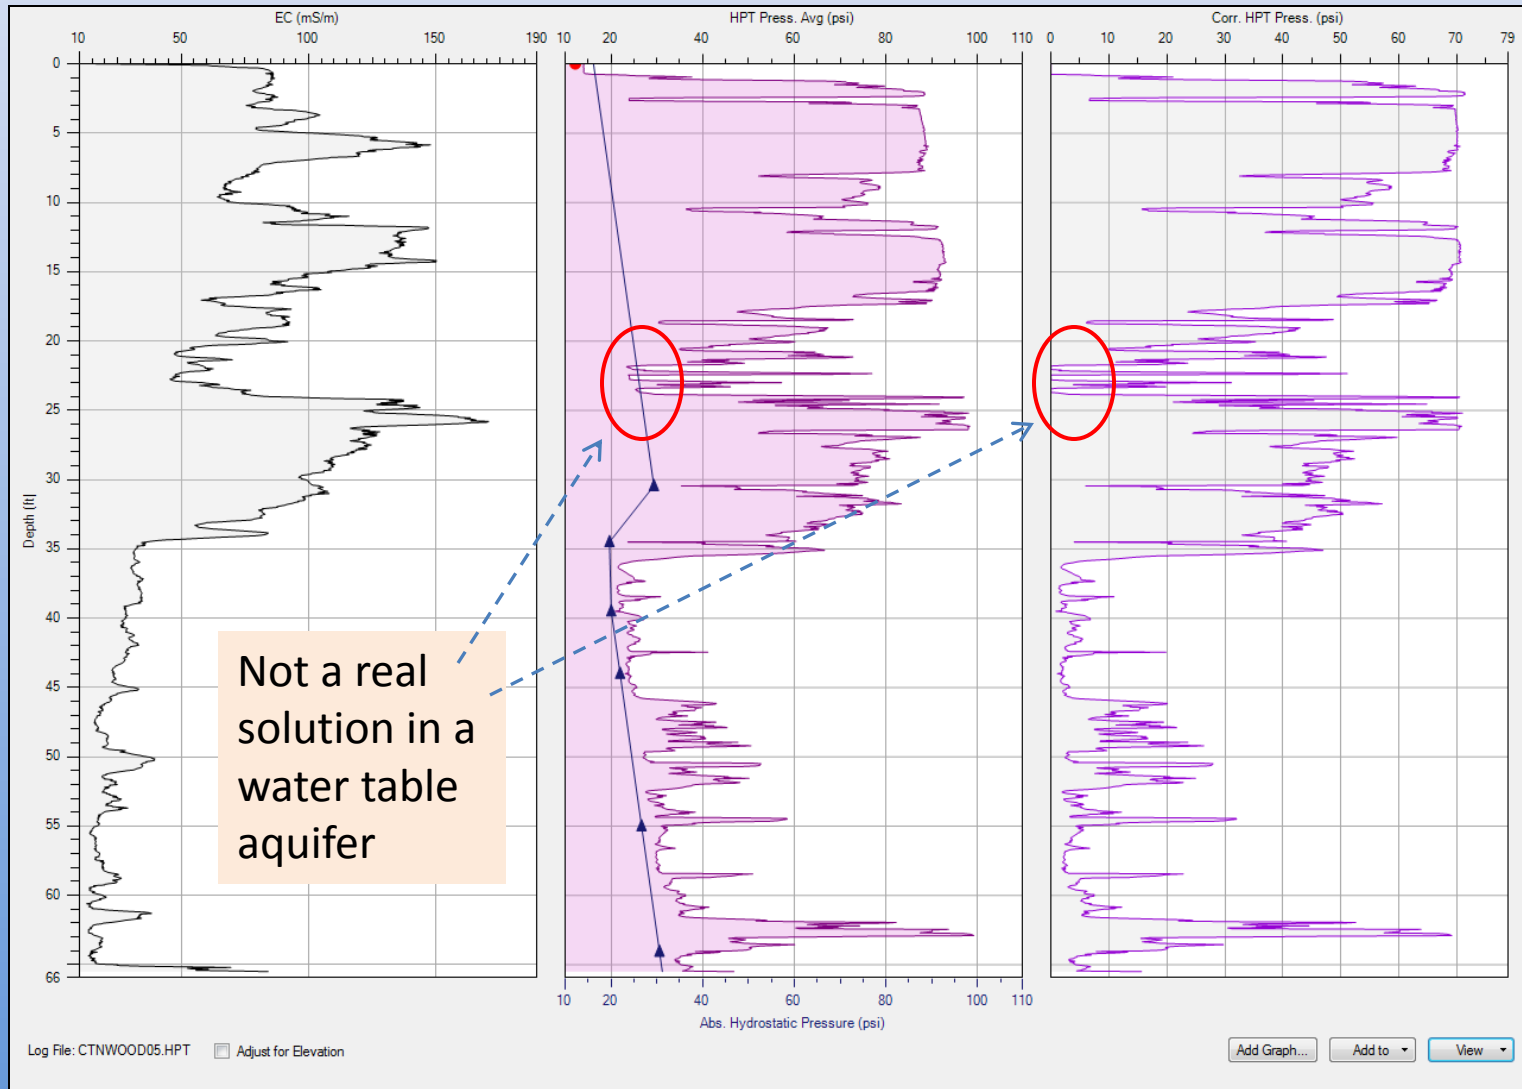 EC (mS/m)
10 50 100 150 190
HPT Press. Avg (psi)
10 20 40 60 80 100 110
Corr. HPT Press. (psi)
0 10 20 30 40 50 60 70 79
Depth (ft)
0
5
10
15
20
25
30
35
40
45
50
55
60
66
Not a real
solution in a
water table
aquifer
10 20 40 60 80 100 110
Abs. Hydrostatic Pressure (psi)
Log File: CTNWOOD05.HPT
Adjust for Elevation
Add Graph...
Add to
View